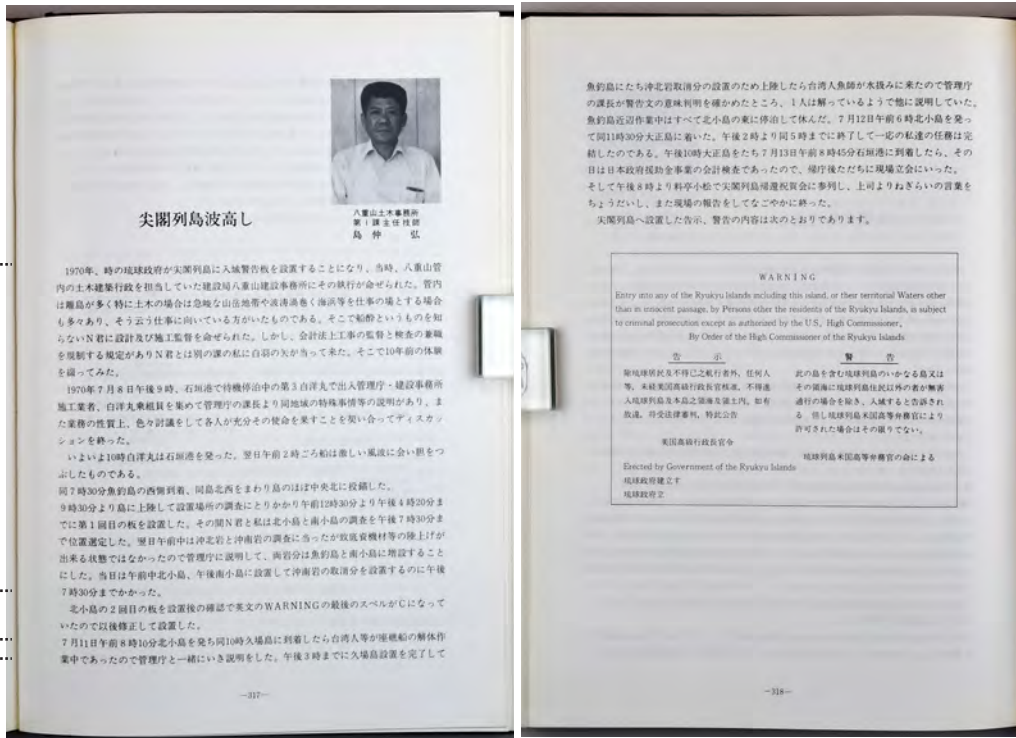 尖閣列島波高し
八重山土木事務所
第1課主任技師
島 伸 弘
1970年、時の琉球政府が尖閣列島に入域警告板を設置することになり、当時、八重山管
内の土木建築行政を担当していた建設局八重山建設事務所にその執行が命ぜられた。管内
は離島が多く特に土木の場合は急峻な山岳地帯や波涛渦巻く海浜等を仕事の場とする場合
も多々あり、そう云う仕事に向いている方がいたものである。そこで船酔というものを知
らないN君に設計及び施工監督を命ぜられた。しかし、会計法上工事の監督と検査の兼職
を規制する規定がありN君とは別の課の私に白羽の矢が当って来た。そこで10年前の体験
を綴ってみた。
1970年7月8日午後9時、石垣港で待機停泊中の第3白洋丸で出入管理庁・建設事務所
施工業者、白洋丸乗組員を集めて管理庁の課長より同地域の特殊事情等の説明があり、ま
た業務の性質上、色々討議をして各人が充分その使命を果すことを契い合ってディスカッ
ションを終った。
いよいよ10時白洋丸は石垣港を発った。翌日午前2時ごろ船は激しい風波に会い胆をつ
ぶしたものである。
同7時30分魚釣島の西側到着、同島北西をまわり島のほぼ中央北に投錨した。
9時30分より島に上陸して設置場所の調査にとりかかり午前12時30分より午後4時20分ま
でに第1回目の板を設置した。その間N君と私は北小島と南小島の調査を午後7時30分ま
で位置選定した。翌日午前中は沖北岩と沖南岩の調査に当ったが致底資機材等の陸上げが
出来る状態ではなかったので管理庁に説明して、両岩分は魚釣島と南小島に増設すること
にした。当日は午前中北小島、午後南小島に設置して沖南岩の取消分を設置するのに午後
7時30分までかかった。
北小島の2回目の板を設置後の確認で英文のWARNINGの最後のスペルがCになって
いたので以後修正して設置した。
7月11日午前8時10分北小島を発ち同10時久場島に到着したら台湾人等が座礁船の解体作
業中であったので管理庁と一緒にいき説明をした。午後3時までに久場島設置を完了して
—317—
魚釣島にたち沖北岩取消分の設置のため上陸したら台湾人魚師が水扱みに来たので管理庁
の課長が警告文の意味判明を確かめたところ、1人は解っているようで他に説明していた。
魚釣島近辺作業中はすべて北小島の東に停泊して休んだ。7月12日午前6時北小島を発っ
て同11時30分大正島に着いた。午後2時より同5時までに終了して一応の私達の任務は完
結したのである。午後10時大正島をたち7月13日午前8時45分石垣港に到着したら、その
日は日本政府援助金事業の会計検査であったので、帰庁後ただちに現場立会にいった。
そして午後8時より料亭小松で尖閣列島帰還祝賀会に参列し、上司よりねぎらいの言葉を
ちょうだいし、また現場の報告をしてなごやかに終った。
尖閣列島へ設置した告示、警告の内容は次のとおりであります。
WARNING
Entry into any of the Ryukyu Islands including this island, or their territorial Waters other
than in innocent passage, by Persons other the residents of the Ryukyu Islands, is subject
to criminal prosecution except as authorized by the U.S. High Commissioner.
By Order of the High Commissioner of the Ryukyu Islands
告 示
除琉球居民及不得已之航行者外、任何人
等、未経美国高級行政長官核准、不得進
入琉球列島及本島之領海及領土内、如有
故違、将受法律審判、特此公告
美国高級行政長官令
警 告
此の島を含む琉球列島のいかなる島又は
その領海に琉球列島住民以外の者が無害
通行の場合を除き、入域すると告訴され
る。但し琉球列島米国高等弁務官により
許可された場合はその限りでない。
琉球列島米国高等弁務官の命による
Erected by Government of the Ryukyu Islands
琉球政府建立す
琉球政府立
—318—